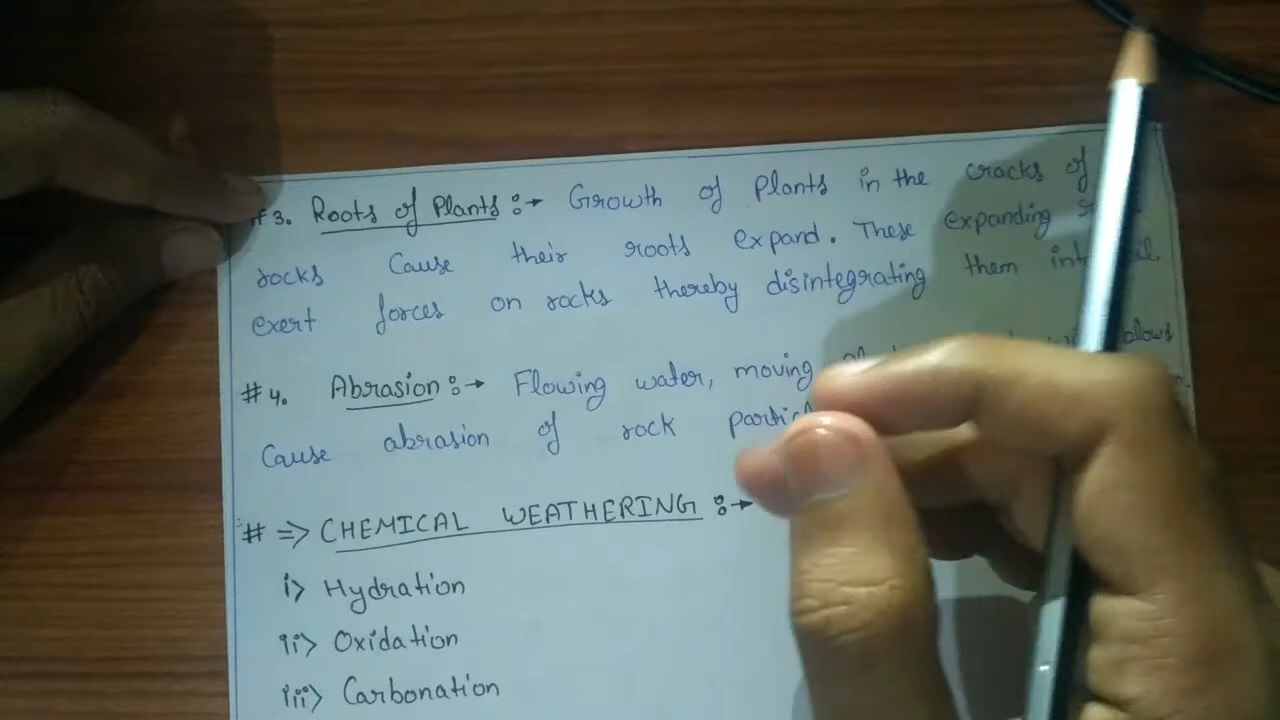 # 3. Roots of Plants :→ Growth of Plants in the cracks of
rocks Cause their roots expand. These expanding
exert forces on rocks thereby disintegrating them
# 4. Abrasion :→ Flowing water, moving blows
Cause abrasion of rock
# => CHEMICAL WEATHERING :→
i> Hydration
ii> Oxidation
iii> Carbonation